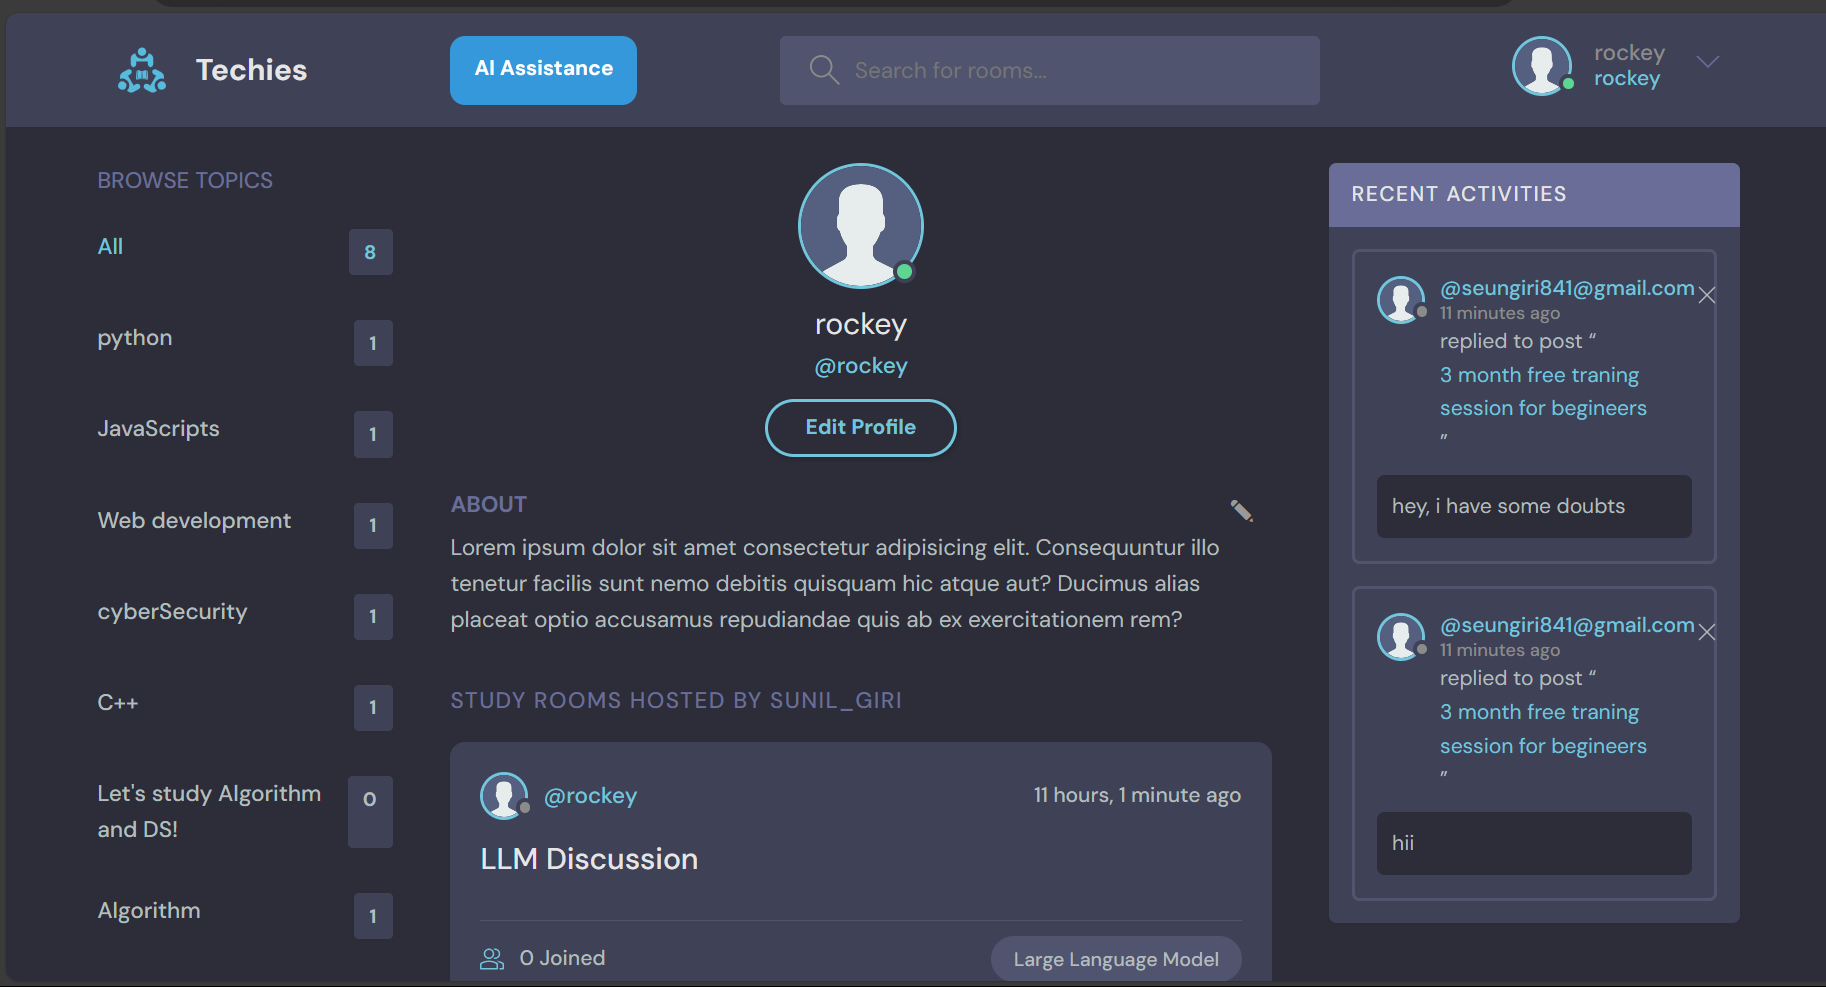 Techies
AI Assistance
Search for rooms...
rockey
rockey
BROWSE TOPICS
All
8
python
1
JavaScripts
1
Web development
1
cyberSecurity
1
C++
1
Let's study Algorithm
and DS!
0
Algorithm
1
rockey
@rockey
Edit Profile
ABOUT
Lorem ipsum dolor sit amet consectetur adipisicing elit. Consequuntur illo
tenetur facilis sunt nemo debitis quisquam hic atque aut? Ducimus alias
placeat optio accusamus repudiandae quis ab ex exercitationem rem?
STUDY ROOMS HOSTED BY SUNIL_GIRI
@rockey
11 hours, 1 minute ago
LLM Discussion
0 Joined
Large Language Model
RECENT ACTIVITIES
@seungiri841@gmail.com
11 minutes ago
replied to post “
3 month free traning
session for begineers
”
hey, i have some doubts
@seungiri841@gmail.com
11 minutes ago
replied to post “
3 month free traning
session for begineers
”
hii